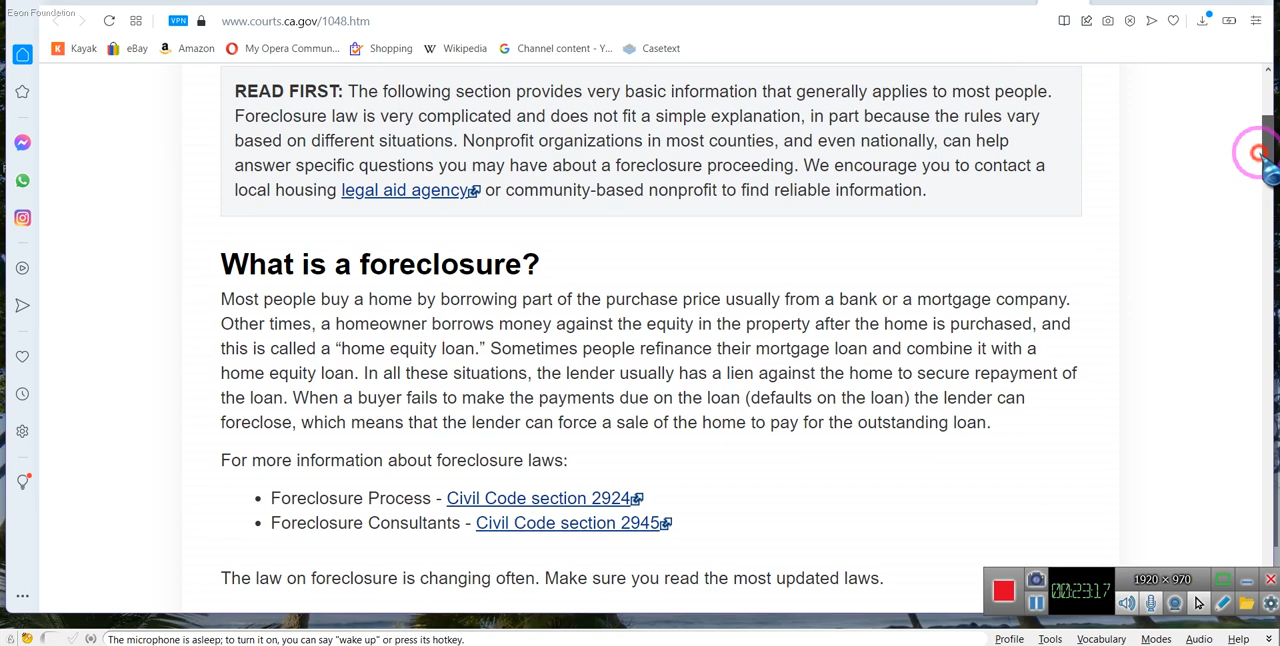 Eeon Foundation
VPN
www.courts.ca.gov/1048.htm
K Kayak
eBay
a Amazon
My Opera Commun...
Shopping
W Wikipedia
G Channel content - Y...
Casetext
READ FIRST: The following section provides very basic information that generally applies to most people.
Foreclosure law is very complicated and does not fit a simple explanation, in part because the rules vary
based on different situations. Nonprofit organizations in most counties, and even nationally, can help
answer specific questions you may have about a foreclosure proceeding. We encourage you to contact a
local housing legal aid agency or community-based nonprofit to find reliable information.
What is a foreclosure?
Most people buy a home by borrowing part of the purchase price usually from a bank or a mortgage company.
Other times, a homeowner borrows money against the equity in the property after the home is purchased, and
this is called a “home equity loan.” Sometimes people refinance their mortgage loan and combine it with a
home equity loan. In all these situations, the lender usually has a lien against the home to secure repayment of
the loan. When a buyer fails to make the payments due on the loan (defaults on the loan) the lender can
foreclose, which means that the lender can force a sale of the home to pay for the outstanding loan.
For more information about foreclosure laws:
• Foreclosure Process - Civil Code section 2924
• Foreclosure Consultants - Civil Code section 2945
The law on foreclosure is changing often. Make sure you read the most updated laws.
00:23:17
1920 × 970
The microphone is asleep; to turn it on, you can say "wake up" or press its hotkey.
Profile Tools Vocabulary Modes Audio Help